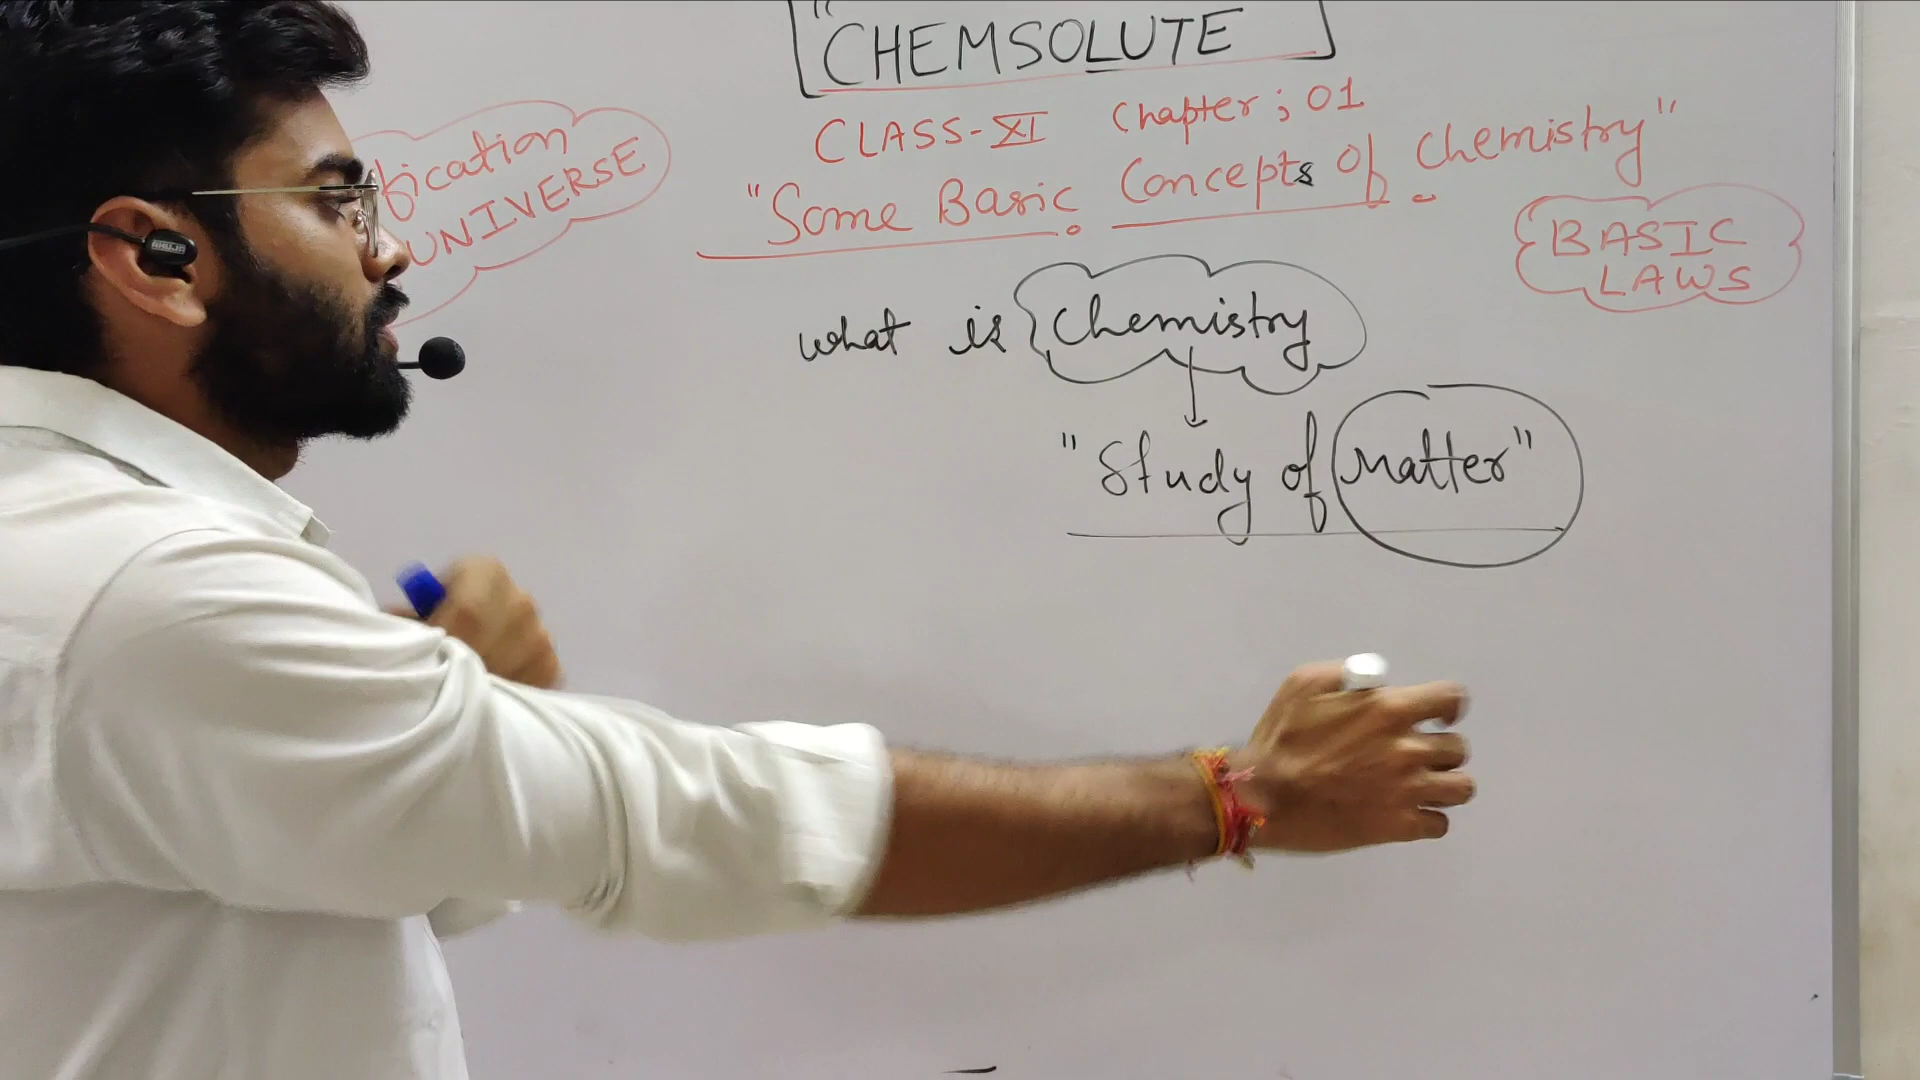 "CHEMSOLUTE
CLASS-XI Chapter ; 01
"Some Basic Concepts of Chemistry"
fication
UNIVERSE
BASIC
LAWS
what is Chemistry
"Study of Matter"
AHUJA